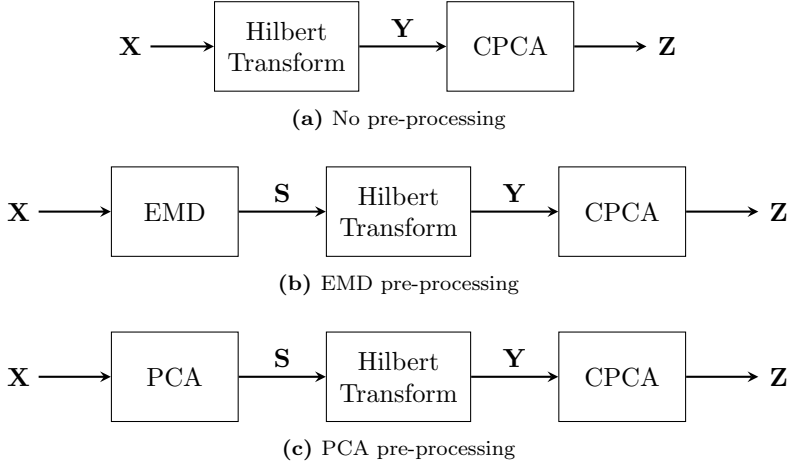 X Hilbert Transform Y CPCA Z
(a) No pre-processing
X EMD S Hilbert Transform Y CPCA Z
(b) EMD pre-processing
X PCA S Hilbert Transform Y CPCA Z
(c) PCA pre-processing